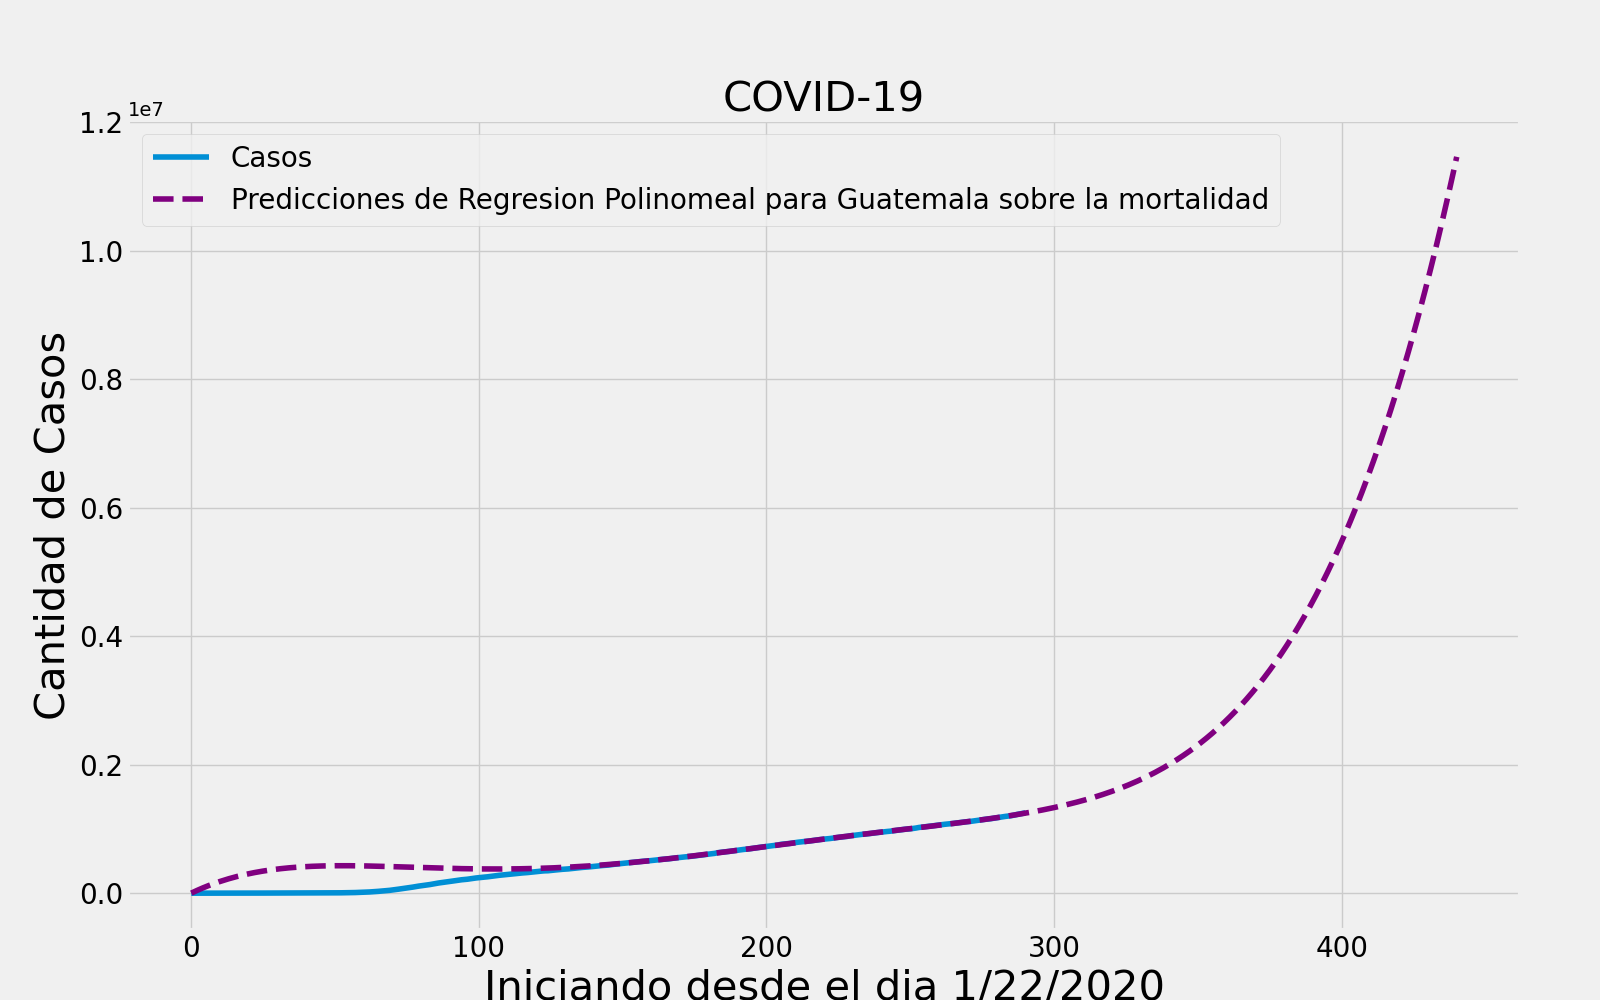 COVID-19
1e7
Casos
Predicciones de Regresion Polinomeal para Guatemala sobre la mortalidad
1.2
1.0
0.8
0.6
0.4
0.2
0.0
Cantidad de Casos
0 100 200 300 400
Iniciando desde el dia 1/22/2020